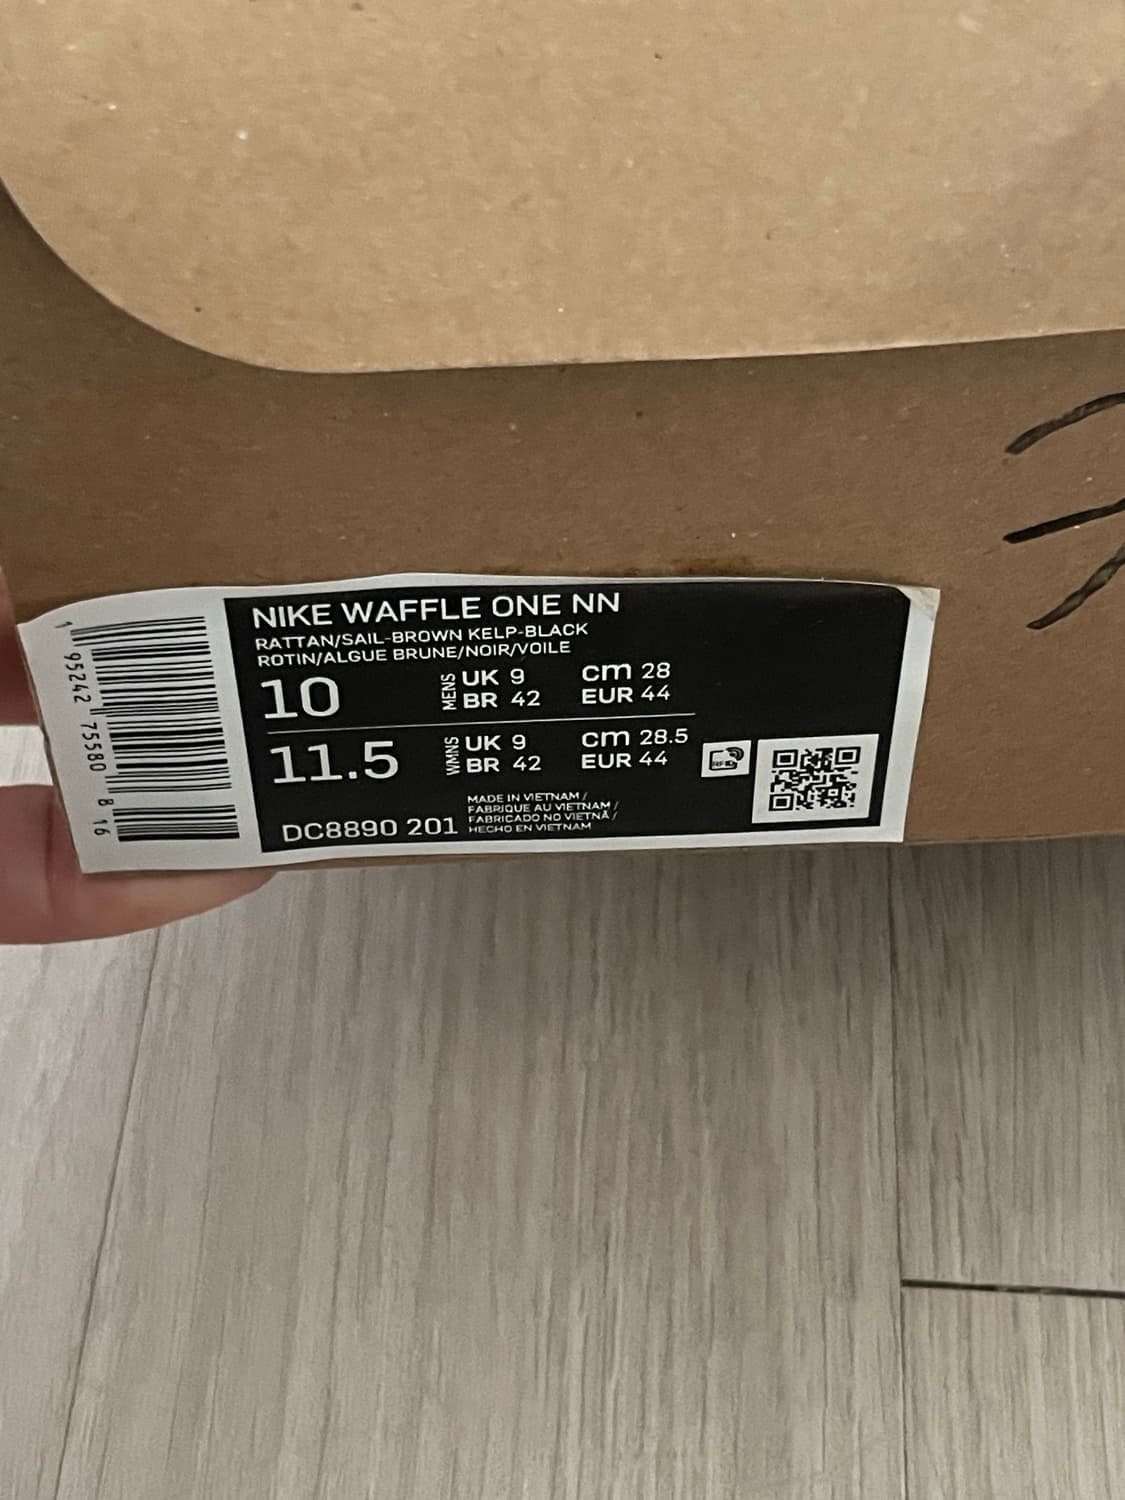 NIKE WAFFLE ONE NN
RATTAN/SAIL-BROWN KELP-BLACK
ROTIN/ALGUE BRUNE/NOIR/VOILE
10 MENS UK 9 cm 28
BR 42 EUR 44
11.5 WMNS UK 9 cm 28.5
BR 42 EUR 44
RFID
MADE IN VIETNAM /
FABRIQUE AU VIETNAM /
FABRICADO NO VIETNÃ /
HECHO EN VIETNAM
DC8890 201
1 95242 75580 8 16